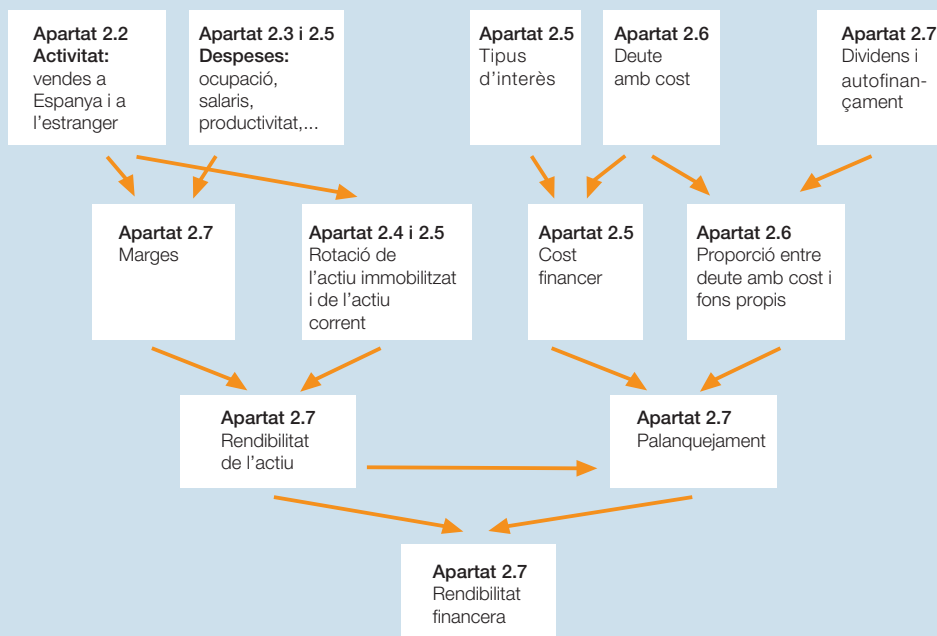 Apartat 2.2
Activitat:
vendes a
Espanya i a
l’estranger
Apartat 2.3 i 2.5
Despeses:
ocupació,
salaris,
productivitat,...
Apartat 2.5
Tipus
d’interès
Apartat 2.6
Deute
amb cost
Apartat 2.7
Dividens i
autofinan-
çament
Apartat 2.7
Marges
Apartat 2.4 i 2.5
Rotació de
l’actiu immobilitzat
i de l’actiu
corrent
Apartat 2.5
Cost
financer
Apartat 2.6
Proporció entre
deute amb cost i
fons propis
Apartat 2.7
Rendibilitat
de l’actiu
Apartat 2.7
Palanquejament
Apartat 2.7
Rendibilitat
financera